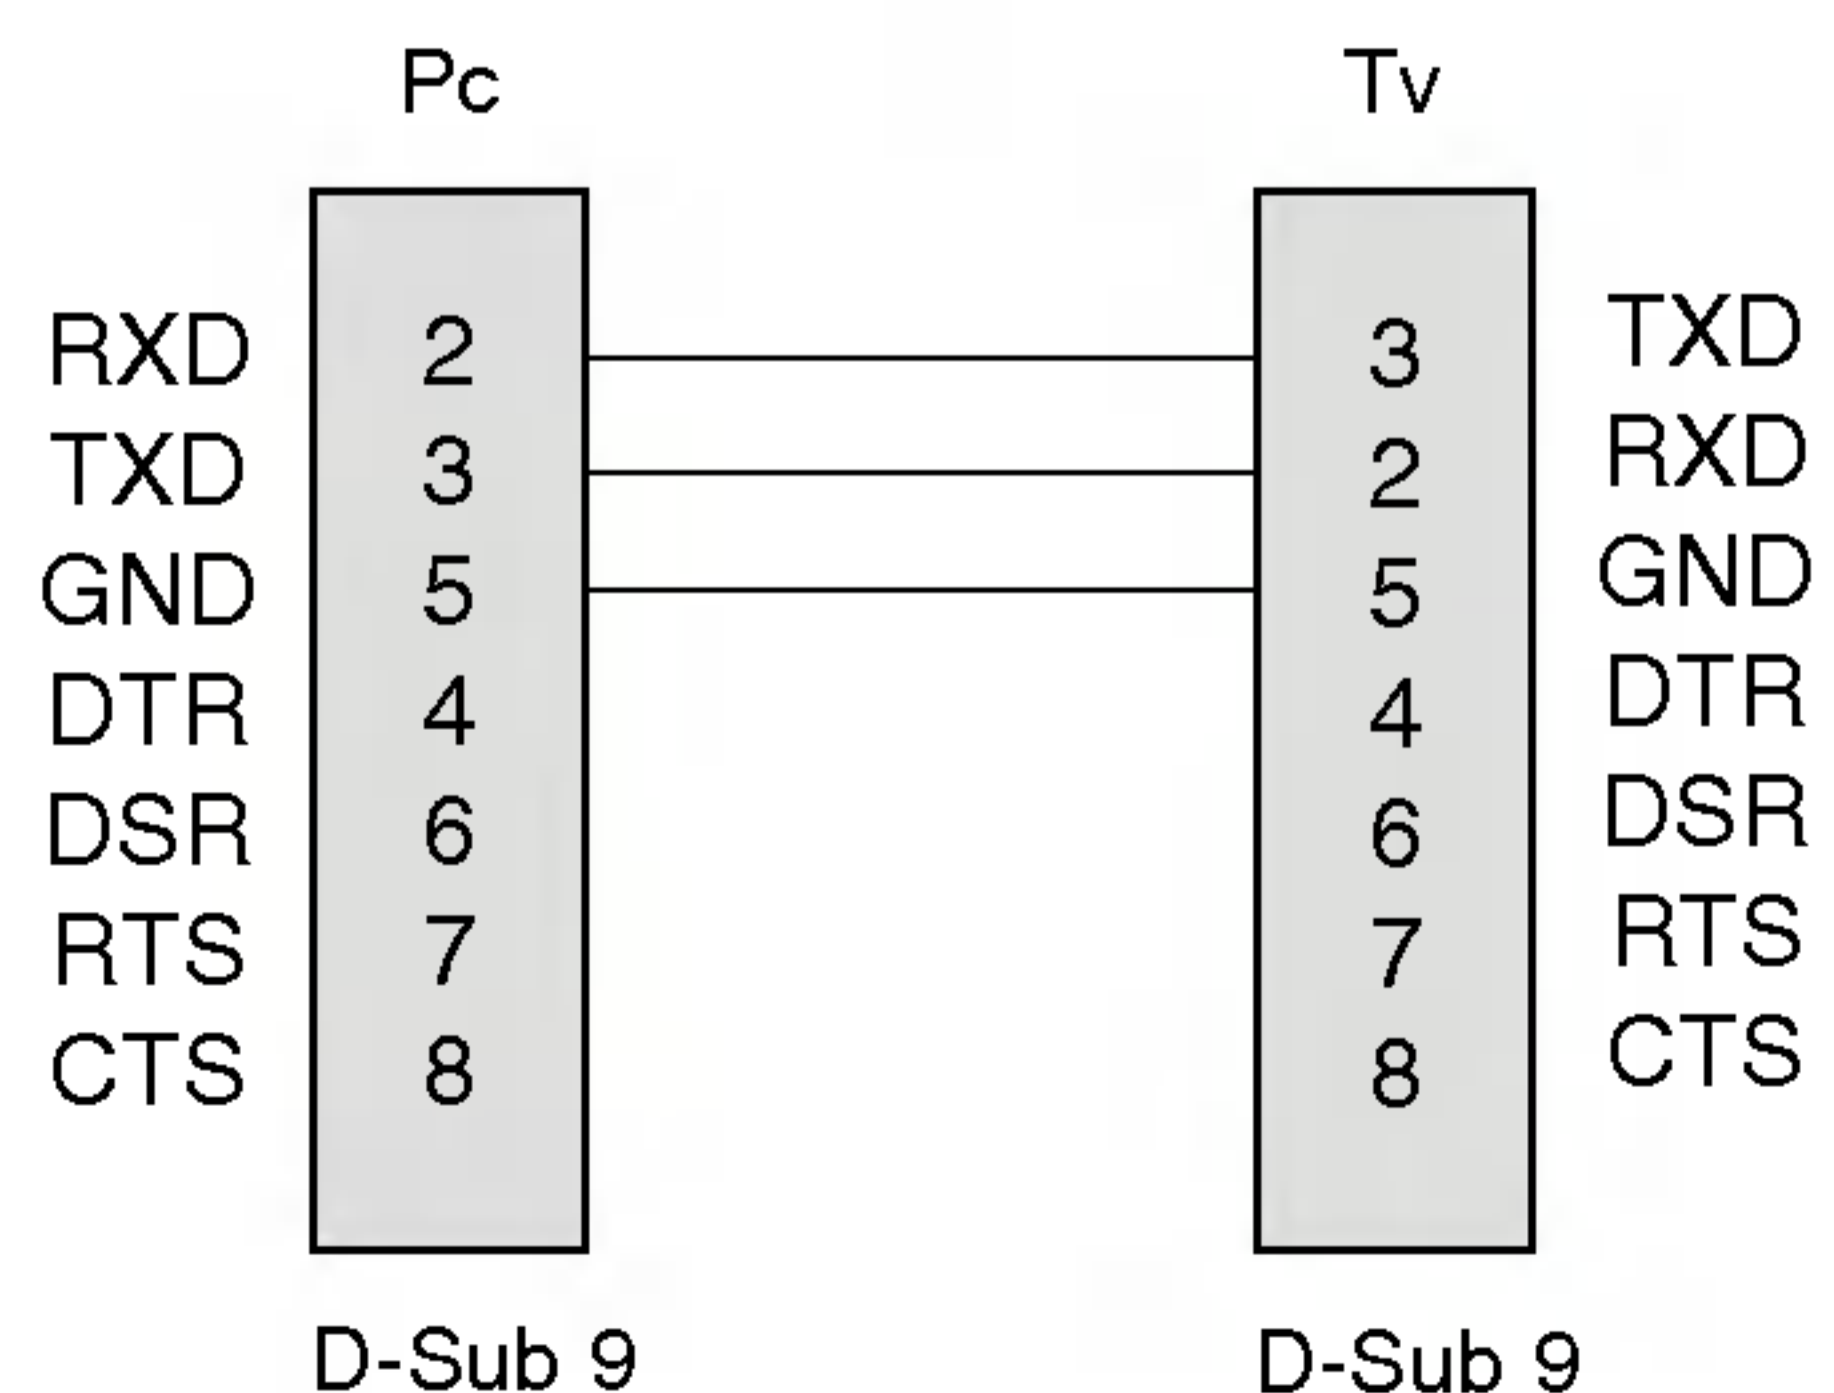 Pc Tv
RXD 2 3 TXD
TXD 3 2 RXD
GND 5 5 GND
DTR 4 4 DTR
DSR 6 6 DSR
RTS 7 7 RTS
CTS 8 8 CTS
D-Sub 9 D-Sub 9